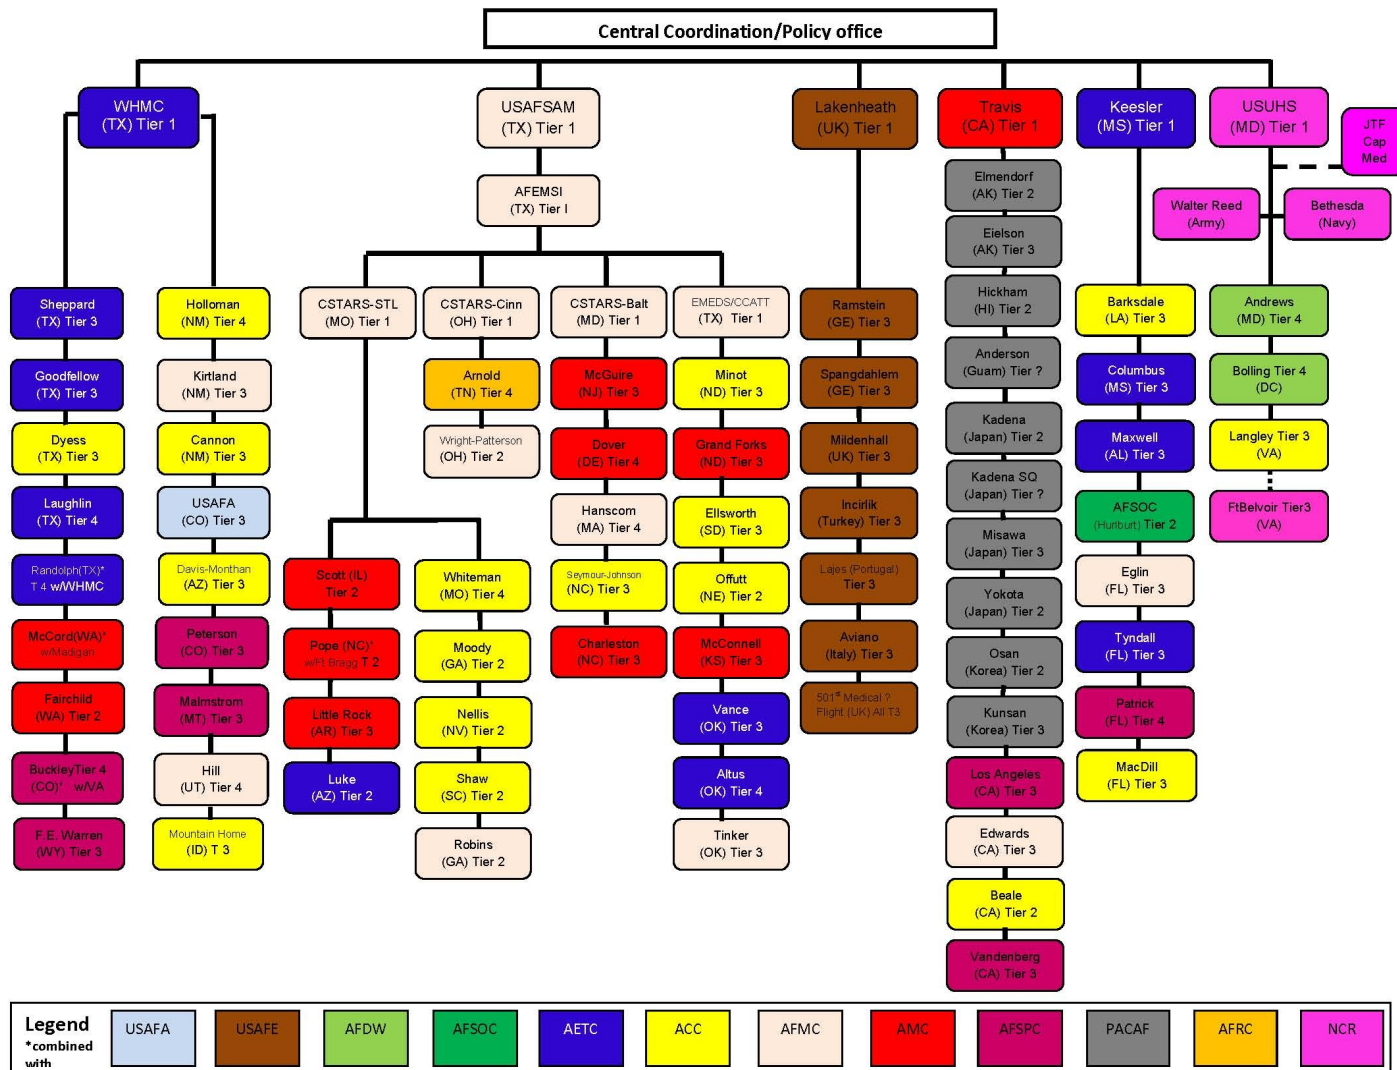 Central Coordination/Policy office
WHMC
(TX) Tier 1
USAFSAM
(TX) Tier 1
Lakenheath
(UK) Tier 1
Travis
(CA) Tier 1
Keesler
(MS) Tier 1
USUHS
(MD) Tier 1
JTF
Cap
Med
AFEMSI
(TX) Tier I
Walter Reed
(Army)
Bethesda
(Navy)
Sheppard
(TX) Tier 3
Goodfellow
(TX) Tier 3
Dyess
(TX) Tier 3
Laughlin
(TX) Tier 4
Randolph(TX)*
T 4 w/WHMC
McCord(WA)*
w/Madigan
Fairchild
(WA) Tier 2
BuckleyTier 4
(CO)* w/VA
F.E. Warren
(WY) Tier 3
Holloman
(NM) Tier 4
Kirtland
(NM) Tier 3
Cannon
(NM) Tier 3
USAFA
(CO) Tier 3
Davis-Monthan
(AZ) Tier 3
Peterson
(CO) Tier 3
Malmstrom
(MT) Tier 3
Hill
(UT) Tier 4
Mountain Home
(ID) T 3
CSTARS-STL
(MO) Tier 1
Scott (IL)
Tier 2
Pope (NC)*
w/Ft Bragg T 2
Little Rock
(AR) Tier 3
Luke
(AZ) Tier 2
Whiteman
(MO) Tier 4
Moody
(GA) Tier 2
Nellis
(NV) Tier 2
Shaw
(SC) Tier 2
Robins
(GA) Tier 2
CSTARS-Cinn
(OH) Tier 1
Arnold
(TN) Tier 4
Wright-Patterson
(OH) Tier 2
CSTARS-Balt
(MD) Tier 1
McGuire
(NJ) Tier 3
Dover
(DE) Tier 4
Hanscom
(MA) Tier 4
Seymour-Johnson
(NC) Tier 3
Charleston
(NC) Tier 3
EMEDS/CCATT
(TX) Tier 1
Minot
(ND) Tier 3
Grand Forks
(ND) Tier 3
Ellsworth
(SD) Tier 3
Offutt
(NE) Tier 2
McConnell
(KS) Tier 3
Vance
(OK) Tier 3
Altus
(OK) Tier 4
Tinker
(OK) Tier 3
Ramstein
(GE) Tier 3
Spangdahlem
(GE) Tier 3
Mildenhall
(UK) Tier 3
Incirlik
(Turkey) Tier 3
Lajes (Portugal)
Tier 3
Aviano
(Italy) Tier 3
501st Medical ?
Flight (UK) All T3
Elmendorf
(AK) Tier 2
Eielson
(AK) Tier 3
Hickham
(HI) Tier 2
Anderson
(Guam) Tier ?
Kadena
(Japan) Tier 2
Kadena SQ
(Japan) Tier ?
Misawa
(Japan) Tier 3
Yokota
(Japan) Tier 2
Osan
(Korea) Tier 2
Kunsan
(Korea) Tier 3
Los Angeles
(CA) Tier 3
Edwards
(CA) Tier 3
Beale
(CA) Tier 2
Vandenberg
(CA) Tier 3
Barksdale
(LA) Tier 3
Columbus
(MS) Tier 3
Maxwell
(AL) Tier 3
AFSOC
(Hurlburt) Tier 2
Eglin
(FL) Tier 3
Tyndall
(FL) Tier 3
Patrick
(FL) Tier 4
MacDill
(FL) Tier 3
Andrews
(MD) Tier 4
Bolling Tier 4
(DC)
Langley Tier 3
(VA)
FtBelvoir Tier3
(VA)
Legend
*combined
with
USAFA
USAFE
AFDW
AFSOC
AETC
ACC
AFMC
AMC
AFSPC
PACAF
AFRC
NCR